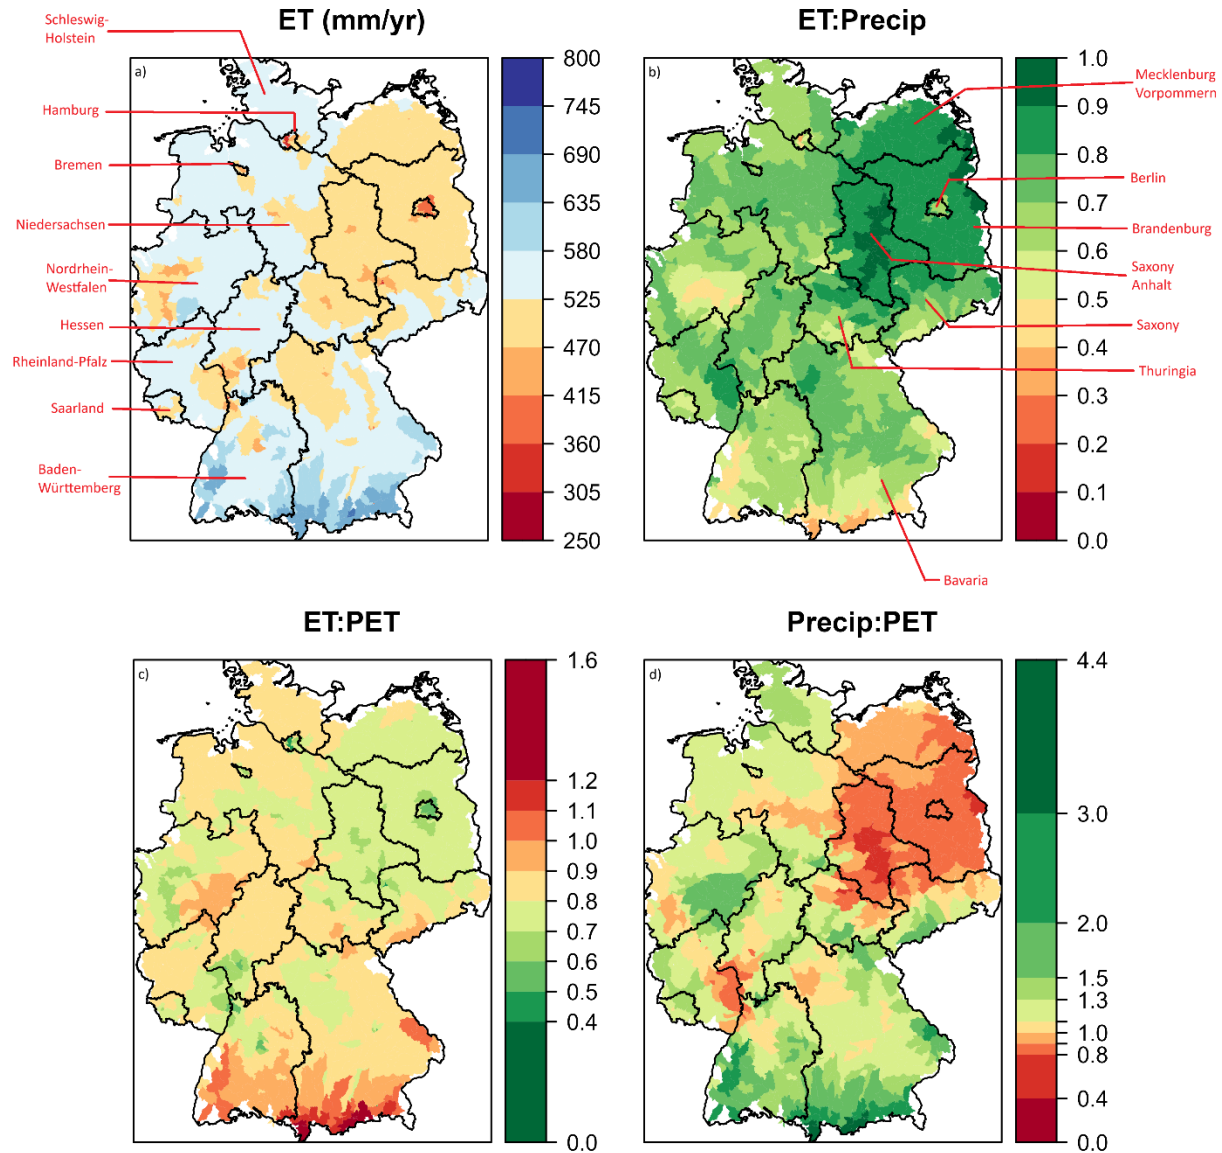 ET (mm/yr)
ET:Precip
Schleswig-
Holstein
Hamburg
Bremen
Niedersachsen
Nordrhein-
Westfalen
Hessen
Rheinland-Pfalz
Saarland
Baden-
Württemberg
a)
800
745
690
635
580
525
470
415
360
305
250
b)
1.0
0.9
0.8
0.7
0.6
0.5
0.4
0.3
0.2
0.1
0.0
Mecklenburg
Vorpommern
Berlin
Brandenburg
Saxony
Anhalt
Saxony
Thuringia
Bavaria
ET:PET
Precip:PET
c)
1.6
1.2
1.1
1.0
0.9
0.8
0.7
0.6
0.5
0.4
0.0
d)
4.4
3.0
2.0
1.5
1.3
1.0
0.8
0.4
0.0